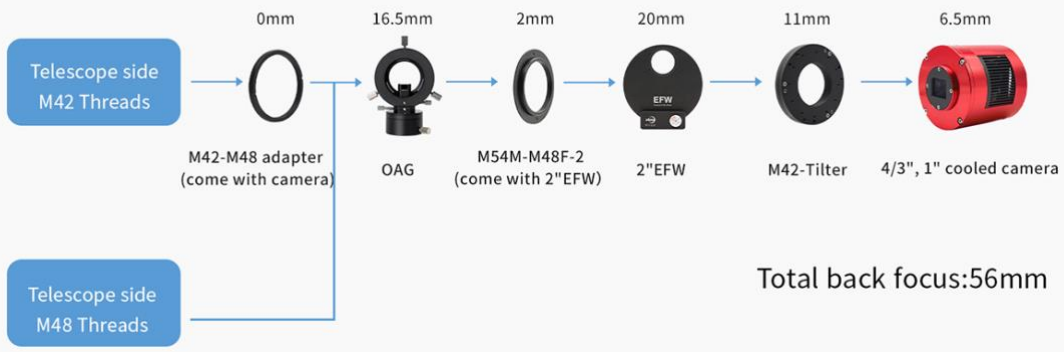 0mm
16.5mm
2mm
20mm
11mm
6.5mm
Telescope side
M42 Threads
EFW
M42-M48 adapter
(come with camera)
OAG
M54M-M48F-2
(come with 2"EFW)
2"EFW
M42-Tilter
4/3", 1" cooled camera
Telescope side
M48 Threads
Total back focus:56mm